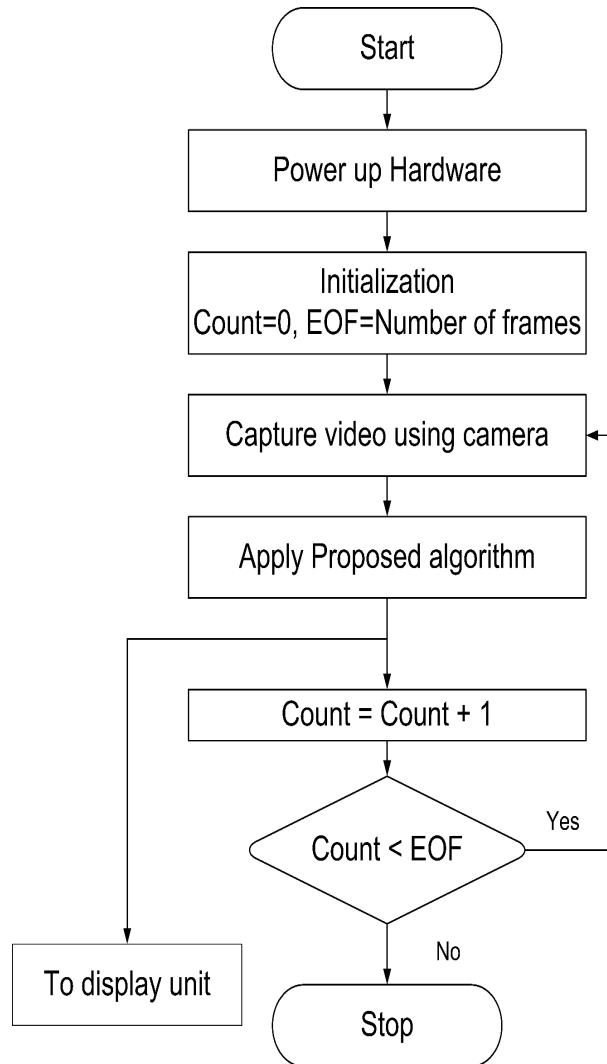 Start
Power up Hardware
Initialization
Count=0, EOF=Number of frames
Capture video using camera
Apply Proposed algorithm
Count = Count + 1
Count < EOF
Yes
No
To display unit
Stop